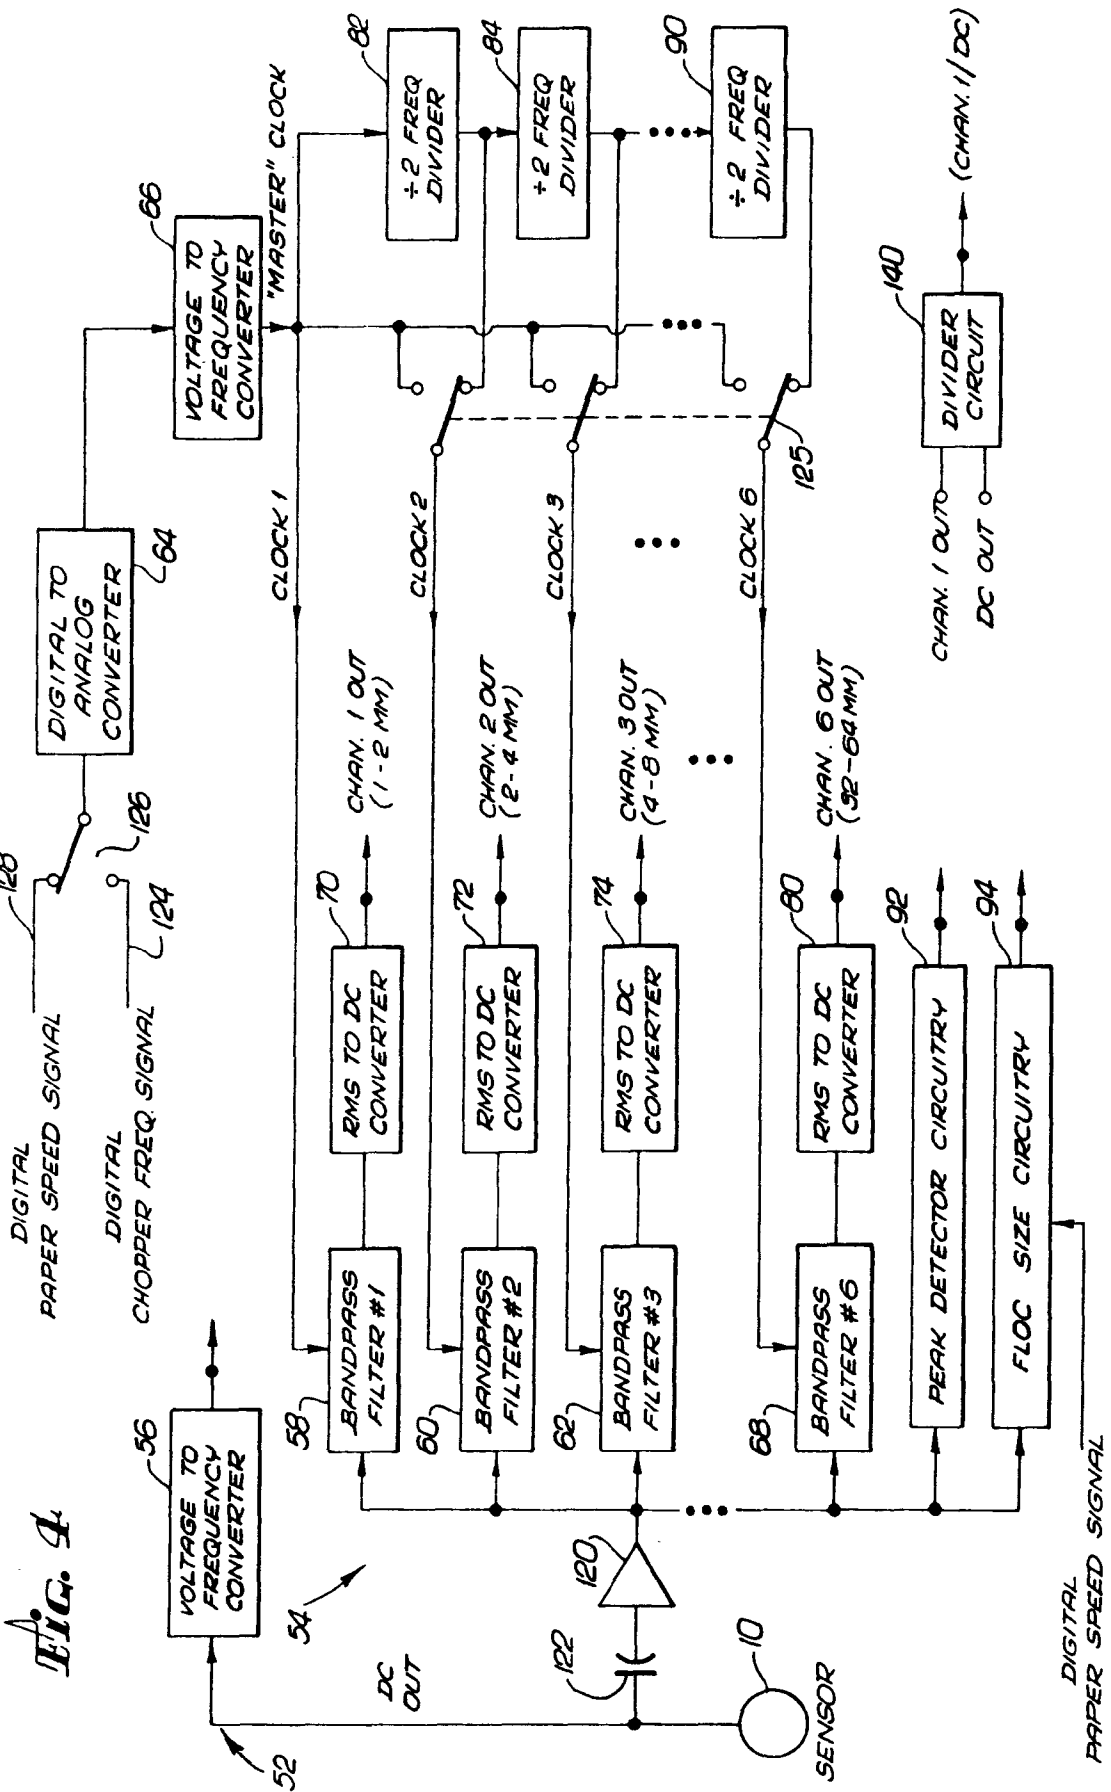 Fig. 4
52
DC
OUT
56
VOLTAGE TO
FREQUENCY
CONVERTER
54
SENSOR
10
122
120
DIGITAL
PAPER SPEED SIGNAL
128
DIGITAL
CHOPPER FREQ. SIGNAL
124
126
DIGITAL TO
ANALOG
CONVERTER
64
VOLTAGE TO
FREQUENCY
CONVERTER
66
"MASTER" CLOCK
÷2 FREQ
DIVIDER
82
÷2 FREQ
DIVIDER
84
÷2 FREQ
DIVIDER
90
CLOCK 1
CLOCK 2
CLOCK 3
CLOCK 6
125
58
BANDPASS
FILTER #1
RMS TO DC
CONVERTER
70
CHAN. 1 OUT
(1-2 MM)
60
BANDPASS
FILTER #2
RMS TO DC
CONVERTER
72
CHAN. 2 OUT
(2-4 MM)
62
BANDPASS
FILTER #3
RMS TO DC
CONVERTER
74
CHAN. 3 OUT
(4-8 MM)
68
BANDPASS
FILTER #6
RMS TO DC
CONVERTER
80
CHAN. 6 OUT
(32-64 MM)
PEAK DETECTOR CIRCUITRY
92
FLOC SIZE CIRCUITRY
94
DIGITAL
PAPER SPEED SIGNAL
CHAN. 1 OUT
DC OUT
DIVIDER
CIRCUIT
140
(CHAN. 1/DC)